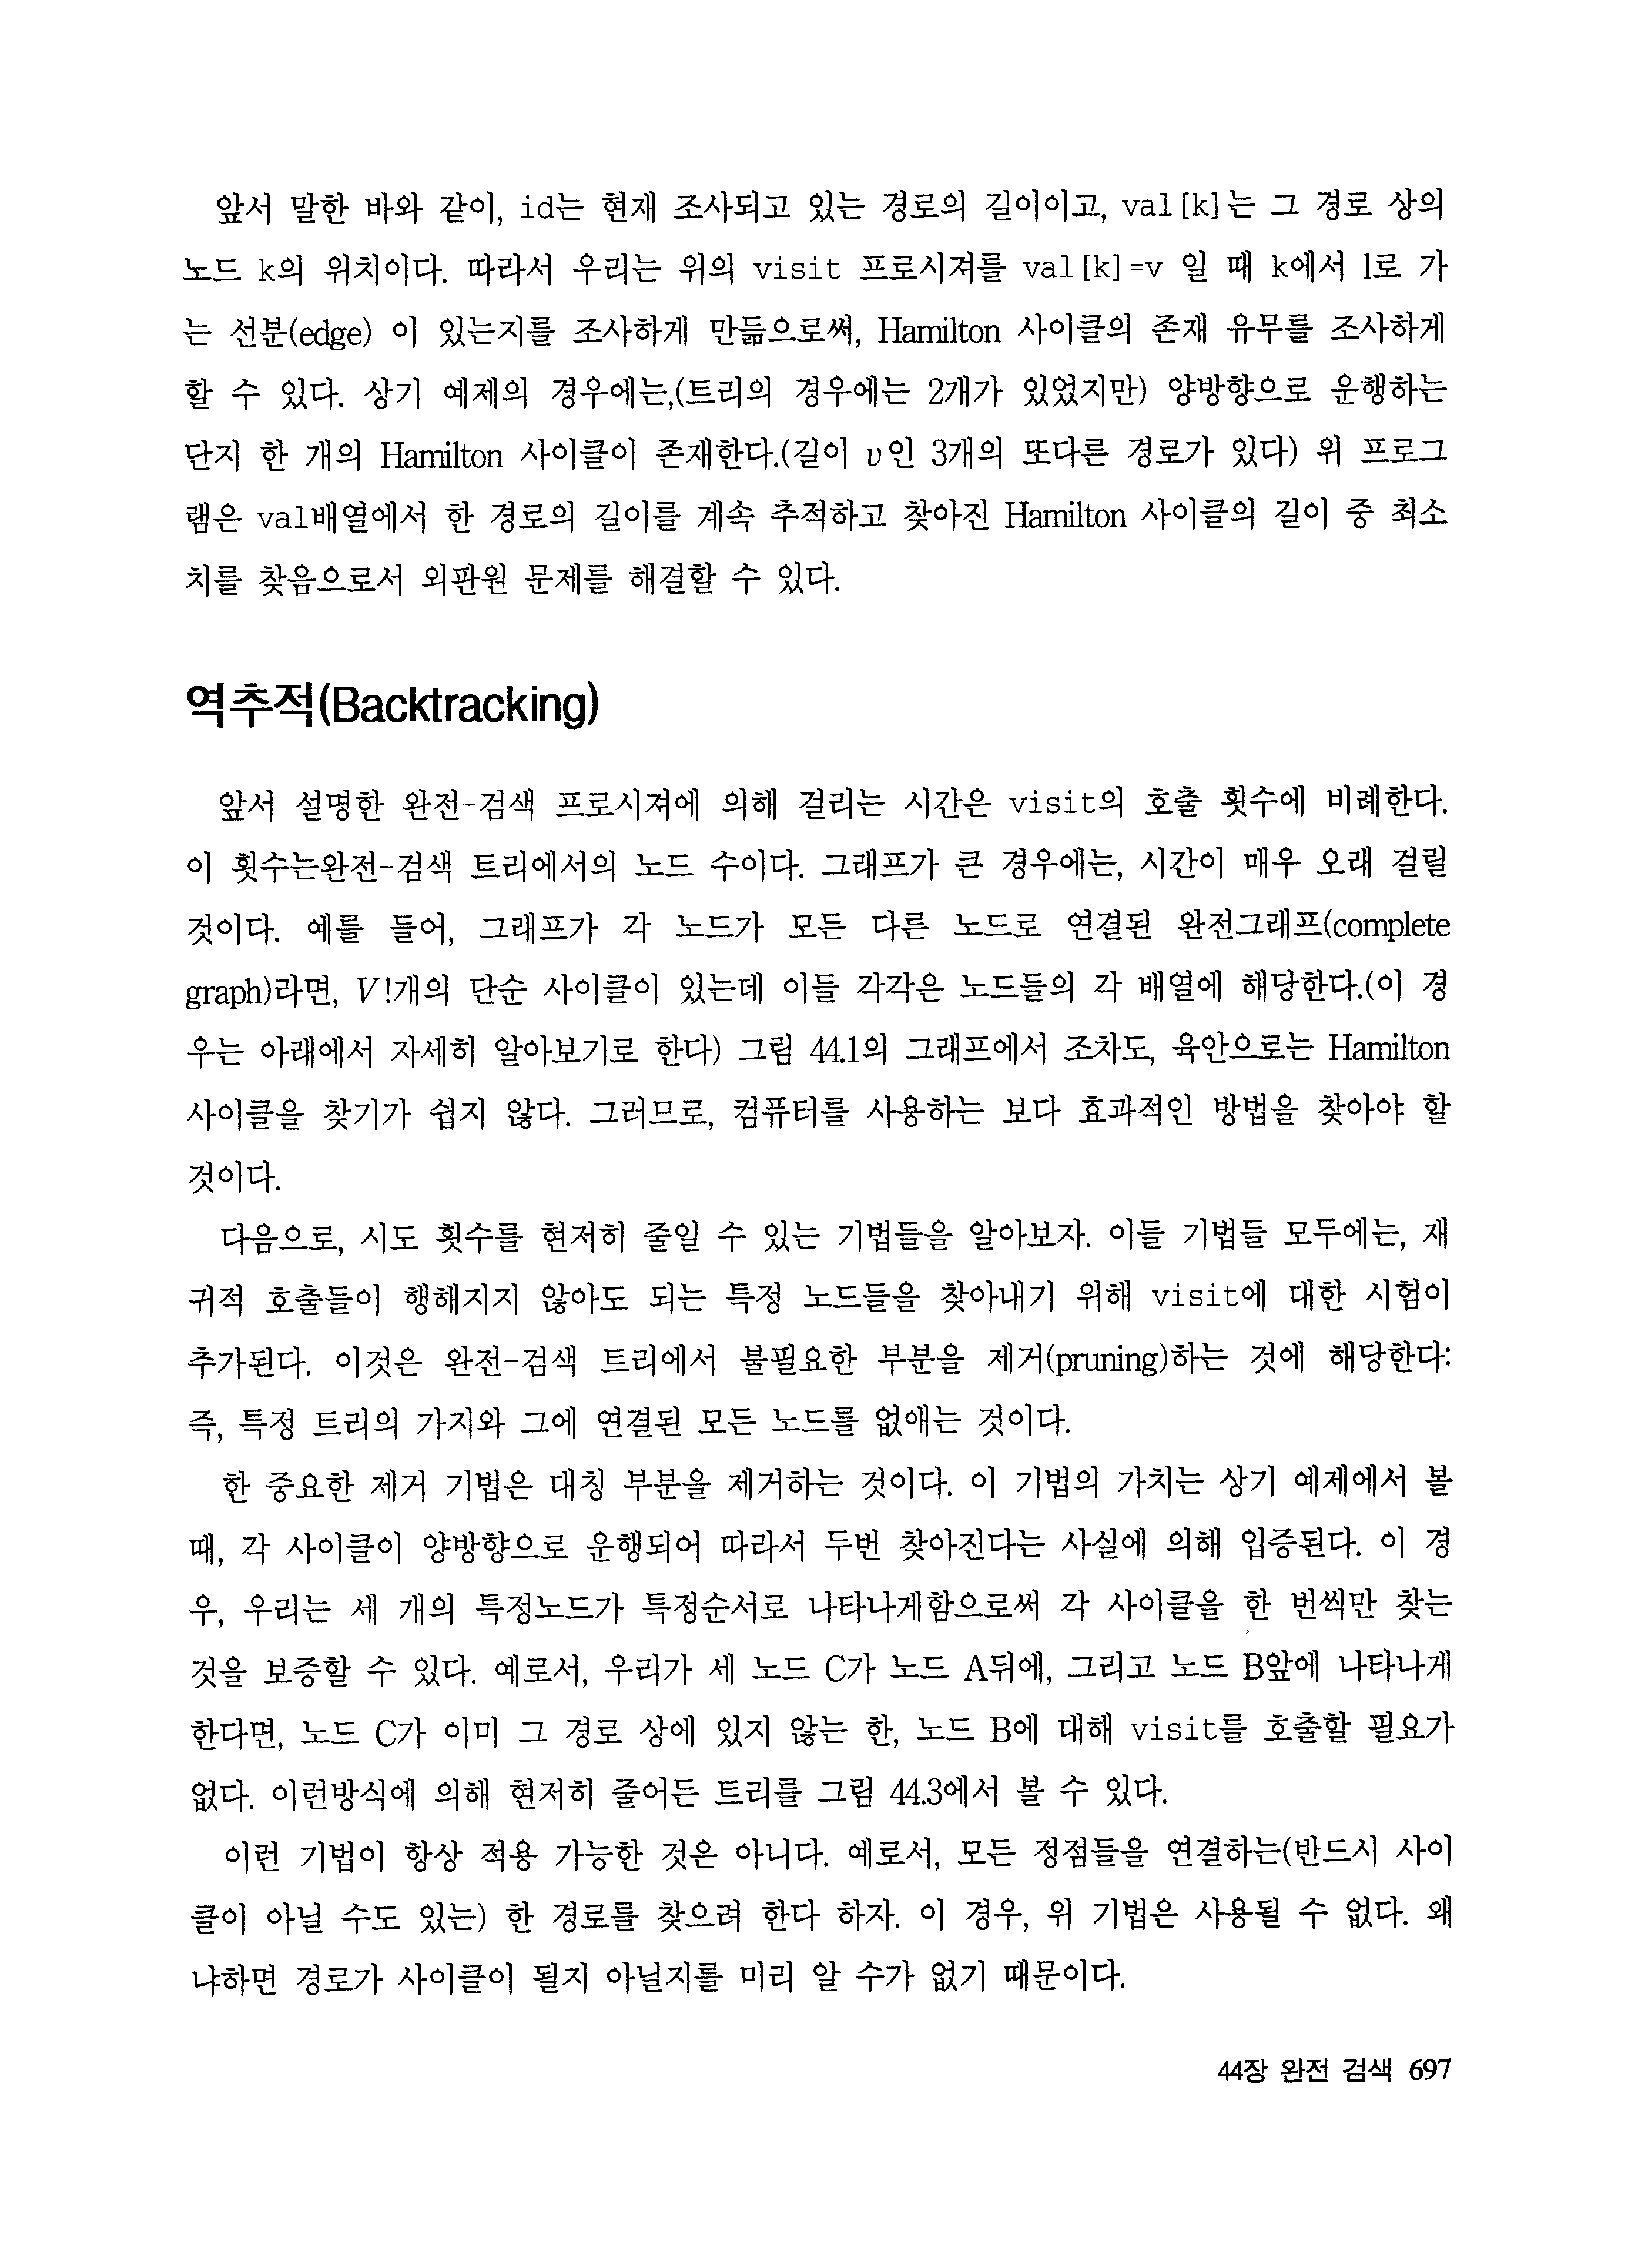 앞서 말한 바와 같이, id는 현재 조사되고 있는 경로의 길이이고, val[k]는 그 경로 상의
노드 k의 위치이다. 따라서 우리는 위의 visit 프로시져를 val[k]=v 일 때 k에서 1로 가
는 선분(edge) 이 있는지를 조사하게 만듦으로써, Hamilton 사이클의 존재 유무를 조사하게
할 수 있다. 상기 예제의 경우에는,(트리의 경우에는 2개가 있었지만) 양방향으로 운행하는
단지 한 개의 Hamilton 사이클이 존재한다.(길이 v인 3개의 또다른 경로가 있다) 위 프로그
램은 val배열에서 한 경로의 길이를 계속 추적하고 찾아진 Hamilton 사이클의 길이 중 최소
치를 찾음으로서 외판원 문제를 해결할 수 있다.
역추적(Backtracking)
앞서 설명한 완전-검색 프로시져에 의해 걸리는 시간은 visit의 호출 횟수에 비례한다.
이 횟수는완전-검색 트리에서의 노드 수이다. 그래프가 큰 경우에는, 시간이 매우 오래 걸릴
것이다. 예를 들어, 그래프가 각 노드가 모든 다른 노드로 연결된 완전그래프(complete
graph)라면, V!개의 단순 사이클이 있는데 이들 각각은 노드들의 각 배열에 해당한다.(이 경
우는 아래에서 자세히 알아보기로 한다) 그림 44.1의 그래프에서 조차도, 육안으로는 Hamilton
사이클을 찾기가 쉽지 않다. 그러므로, 컴퓨터를 사용하는 보다 효과적인 방법을 찾아야 할
것이다.
다음으로, 시도 횟수를 현저히 줄일 수 있는 기법들을 알아보자. 이들 기법들 모두에는, 재
귀적 호출들이 행해지지 않아도 되는 특정 노드들을 찾아내기 위해 visit에 대한 시험이
추가된다. 이것은 완전-검색 트리에서 불필요한 부분을 제거(pruning)하는 것에 해당한다:
즉, 특정 트리의 가지와 그에 연결된 모든 노드를 없애는 것이다.
한 중요한 제거 기법은 대칭 부분을 제거하는 것이다. 이 기법의 가치는 상기 예제에서 볼
때, 각 사이클이 양방향으로 운행되어 따라서 두번 찾아진다는 사실에 의해 입증된다. 이 경
우, 우리는 세 개의 특정노드가 특정순서로 나타나게함으로써 각 사이클을 한 번씩만 찾는
것을 보증할 수 있다. 예로서, 우리가 세 노드 C가 노드 A뒤에, 그리고 노드 B앞에 나타나게
한다면, 노드 C가 이미 그 경로 상에 있지 않는 한, 노드 B에 대해 visit를 호출할 필요가
없다. 이런방식에 의해 현저히 줄어든 트리를 그림 44.3에서 볼 수 있다.
이런 기법이 항상 적용 가능한 것은 아니다. 예로서, 모든 정점들을 연결하는(반드시 사이
클이 아닐 수도 있는) 한 경로를 찾으려 한다 하자. 이 경우, 위 기법은 사용될 수 없다. 왜
냐하면 경로가 사이클이 될지 아닐지를 미리 알 수가 없기 때문이다.
44장 완전 검색 697